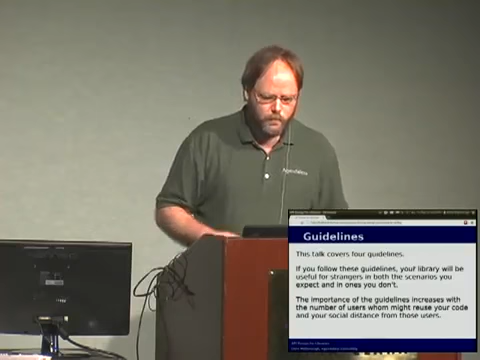 Guidelines
This talk covers four guidelines.
If you follow these guidelines, your library will be
useful for strangers in both the scenarios you
expect and in ones you don't.
The importance of the guidelines increases with
the number of users whom might reuse your code
and your social distance from those users.